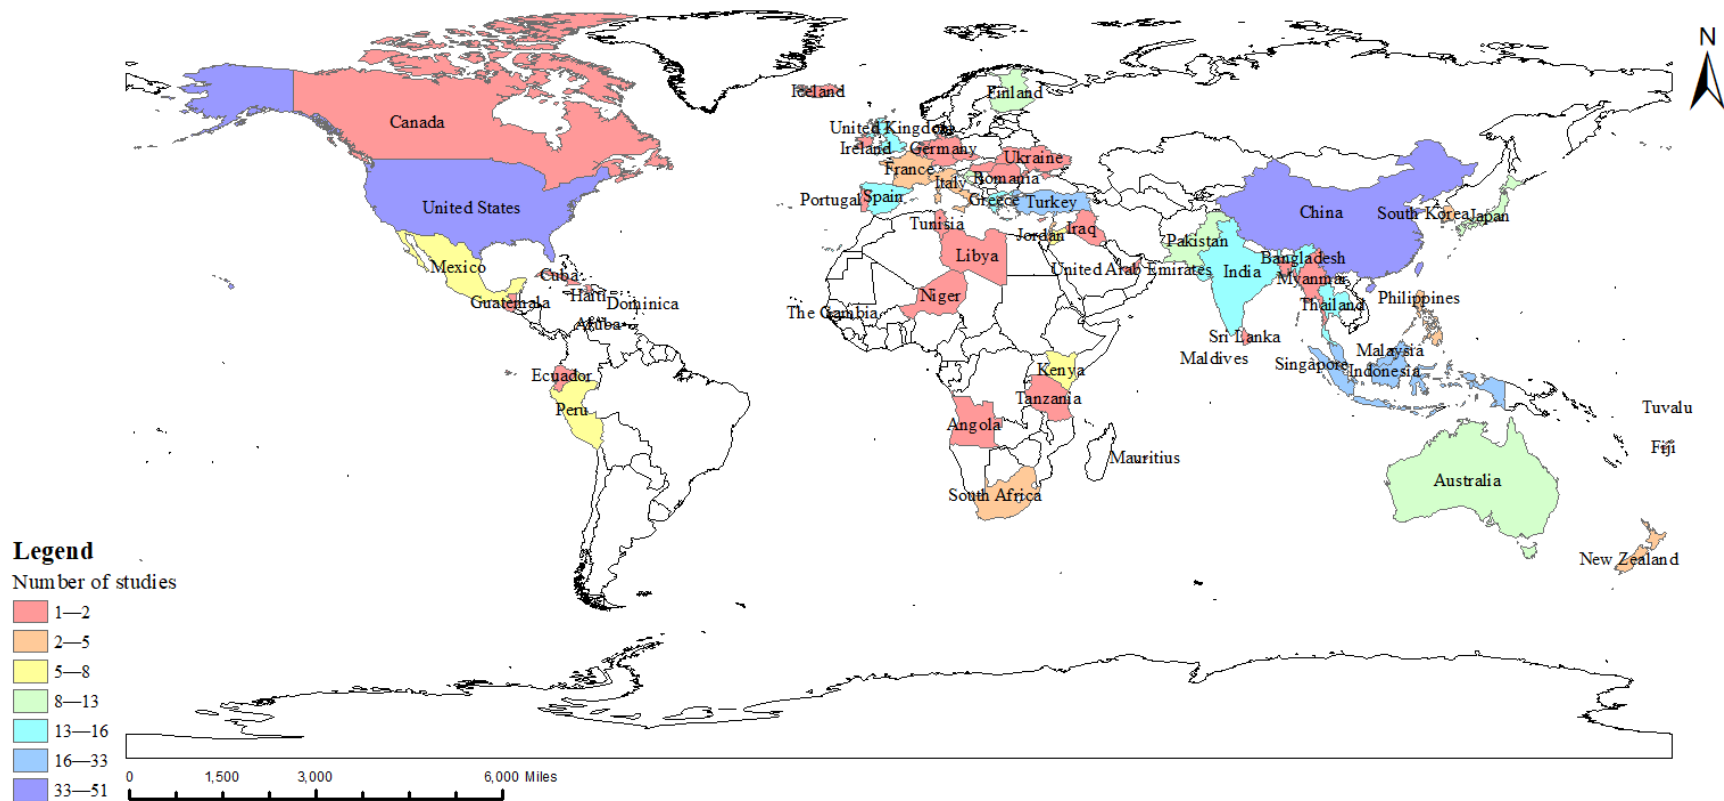 N
Iceland
Finland
Canada
United Kingdom
Ireland
Germany
Ukraine
France
Romania
Italy
Portugal
Spain
Greece
Turkey
United States
China
South Korea
Japan
Tunisia
Jordan
Iraq
Pakistan
Libya
Bangladesh
Mexico
United Arab Emirates
India
Myanmar
Cuba
Niger
Haiti
Guatemala
Dominica
The Gambia
Thailand
Philippines
Aruba
Sri Lanka
Maldives
Malaysia
Singapore
Indonesia
Ecuador
Kenya
Tanzania
Peru
Tuvalu
Angola
Fiji
Mauritius
Australia
South Africa
New Zealand
Legend
Number of studies
1—2
2—5
5—8
8—13
13—16
16—33
33—51
0 1,500 3,000 6,000 Miles